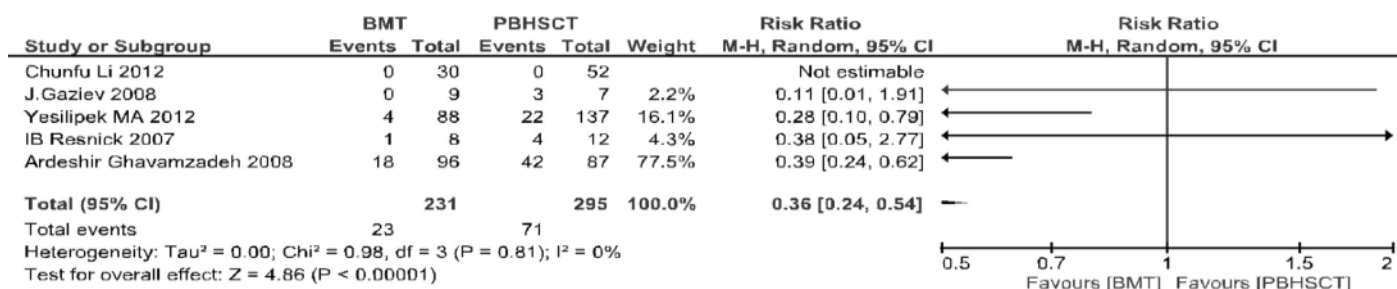 BMT PBHSCT Risk Ratio Risk Ratio
Study or Subgroup Events Total Events Total Weight M-H, Random, 95% CI M-H, Random, 95% CI
Chunfu Li 2012 0 30 0 52 Not estimable
J.Gaziev 2008 0 9 3 7 2.2% 0.11 [0.01, 1.91]
Yesilipek MA 2012 4 88 22 137 16.1% 0.28 [0.10, 0.79]
IB Resnick 2007 1 8 4 12 4.3% 0.38 [0.05, 2.77]
Ardeshir Ghavamzadeh 2008 18 96 42 87 77.5% 0.39 [0.24, 0.62]
Total (95% CI) 231 295 100.0% 0.36 [0.24, 0.54]
Total events 23 71
Heterogeneity: Tau² = 0.00; Chi² = 0.98, df = 3 (P = 0.81); I² = 0%
Test for overall effect: Z = 4.86 (P < 0.00001)
0.5 0.7 1 1.5 2
Favours [BMT] Favours [PBHSCT]